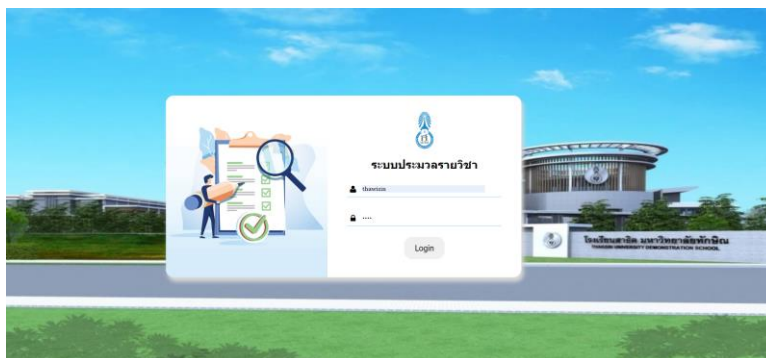 ระบบประมวลรายวิชา
....
Login
โรงเรียนสาธิต มหาวิทยาลัยทักษิณ
THAKSIN UNIVERSITY DEMONSTRATION SCHOOL